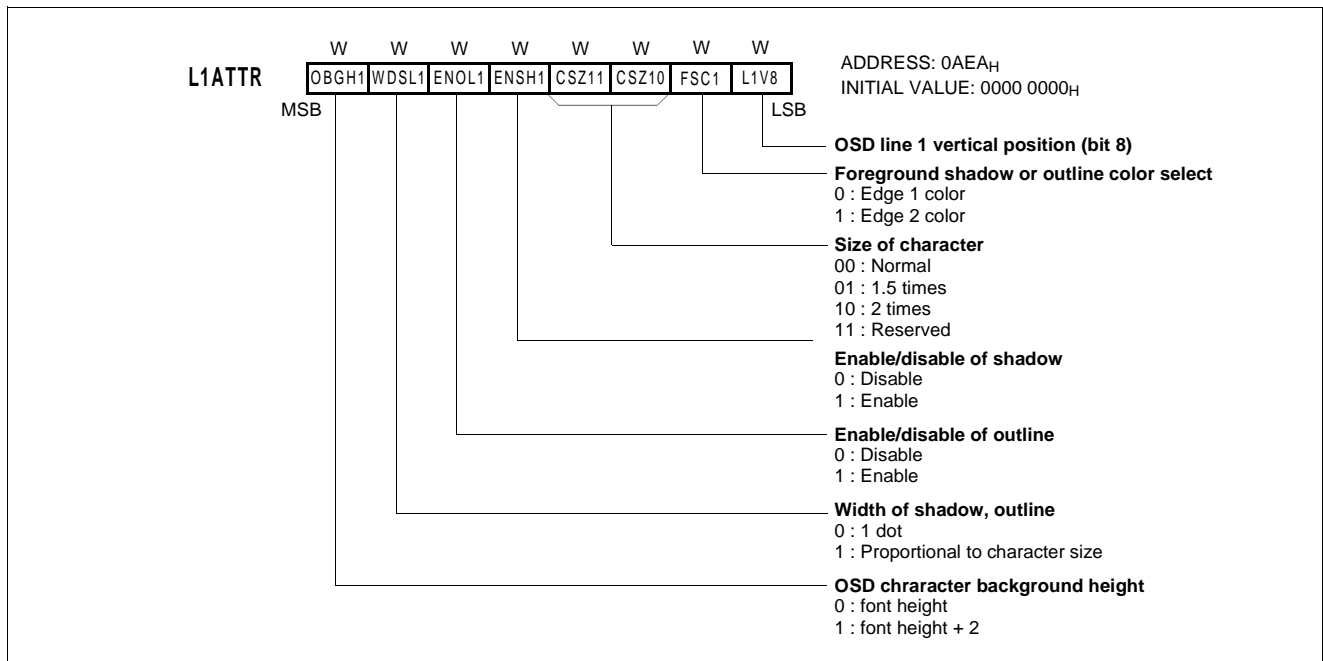 W W W W W W W W
L1ATTR OBGH1 WDSL1 ENOL1 ENSH1 CSZ11 CSZ10 FSC1 L1V8
ADDRESS: 0AEAH
INITIAL VALUE: 0000 0000H
MSB LSB
OSD line 1 vertical position (bit 8)
Foreground shadow or outline color select
0 : Edge 1 color
1 : Edge 2 color
Size of character
00 : Normal
01 : 1.5 times
10 : 2 times
11 : Reserved
Enable/disable of shadow
0 : Disable
1 : Enable
Enable/disable of outline
0 : Disable
1 : Enable
Width of shadow, outline
0 : 1 dot
1 : Proportional to character size
OSD chraracter background height
0 : font height
1 : font height + 2